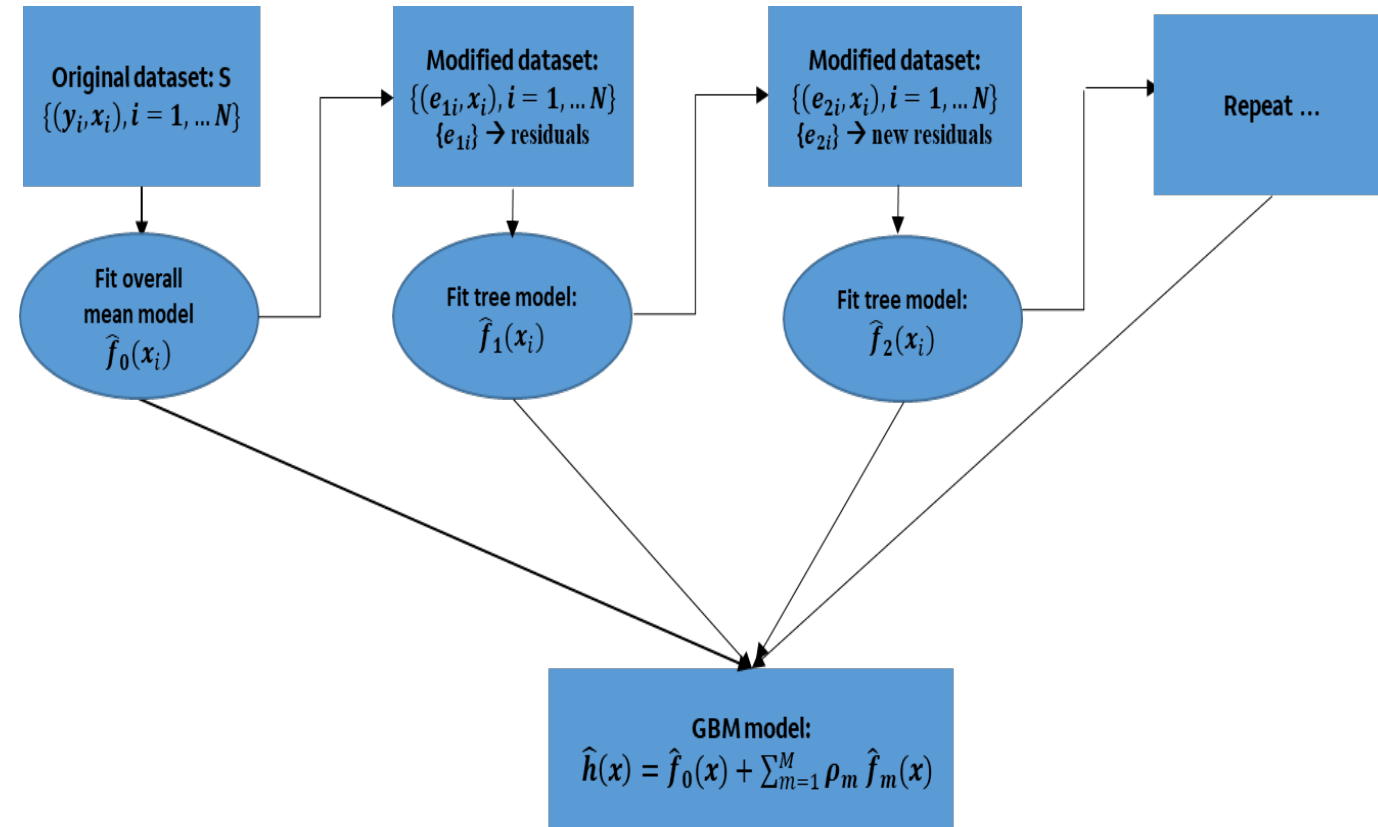 Original dataset: S
{(yᵢ,xᵢ),i = 1, … N}
Modified dataset:
{(e₁ᵢ,xᵢ),i = 1, … N}
{e₁ᵢ} → residuals
Modified dataset:
{(e₂ᵢ,xᵢ),i = 1, … N}
{e₂ᵢ} → new residuals
Repeat …
Fit overall
mean model
f̂₀(xᵢ)
Fit tree model:
f̂₁(xᵢ)
Fit tree model:
f̂₂(xᵢ)
GBM model:
ĥ(x) = f̂₀(x) + ∑ᴹₘ₌₁ ρₘ f̂ₘ(x)